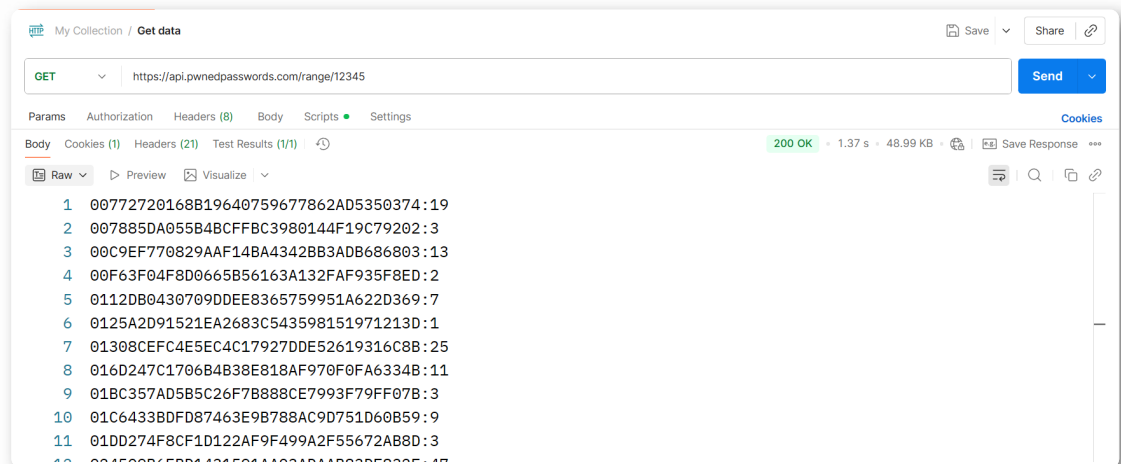 HTTP My Collection / Get data Save Share
GET https://api.pwnedpasswords.com/range/12345 Send
Params Authorization Headers (8) Body Scripts Settings Cookies
Body Cookies (1) Headers (21) Test Results (1/1) 200 OK 1.37 s 48.99 KB e.g. Save Response
Raw Preview Visualize
1 00772720168B19640759677862AD5350374:19
2 007885DA055B4BCFFBC3980144F19C79202:3
3 00C9EF770829AAF14BA4342BB3ADB686803:13
4 00F63F04F8D0665B56163A132FAF935F8ED:2
5 0112DB0430709DDEE8365759951A622D369:7
6 0125A2D91521EA2683C543598151971213D:1
7 01308CEFC4E5EC4C17927DDE52619316C8B:25
8 016D247C1706B4B38E818AF970F0FA6334B:11
9 01BC357AD5B5C26F7B888CE7993F79FF07B:3
10 01C6433BDFD87463E9B788AC9D751D60B59:9
11 01DD274F8CF1D122AF9F499A2F55672AB8D:3